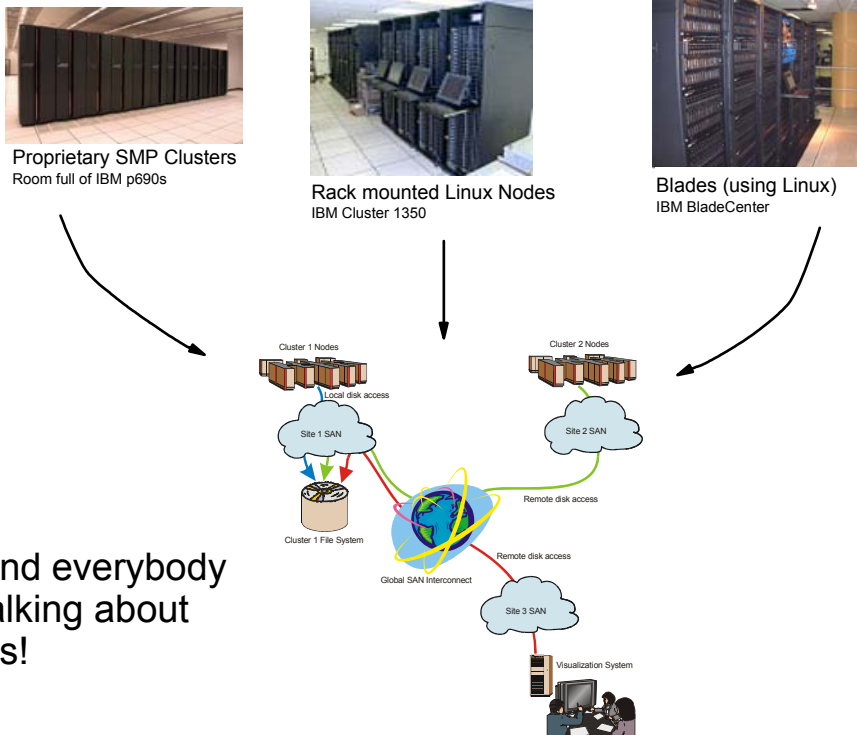 Proprietary SMP Clusters
Room full of IBM p690s
Rack mounted Linux Nodes
IBM Cluster 1350
Blades (using Linux)
IBM BladeCenter
Cluster 1 Nodes
Cluster 2 Nodes
Local disk access
Site 1 SAN
Site 2 SAN
Remote disk access
Cluster 1 File System
Remote disk access
Global SAN Interconnect
Site 3 SAN
Visualization System
nd everybody
alking about
s!